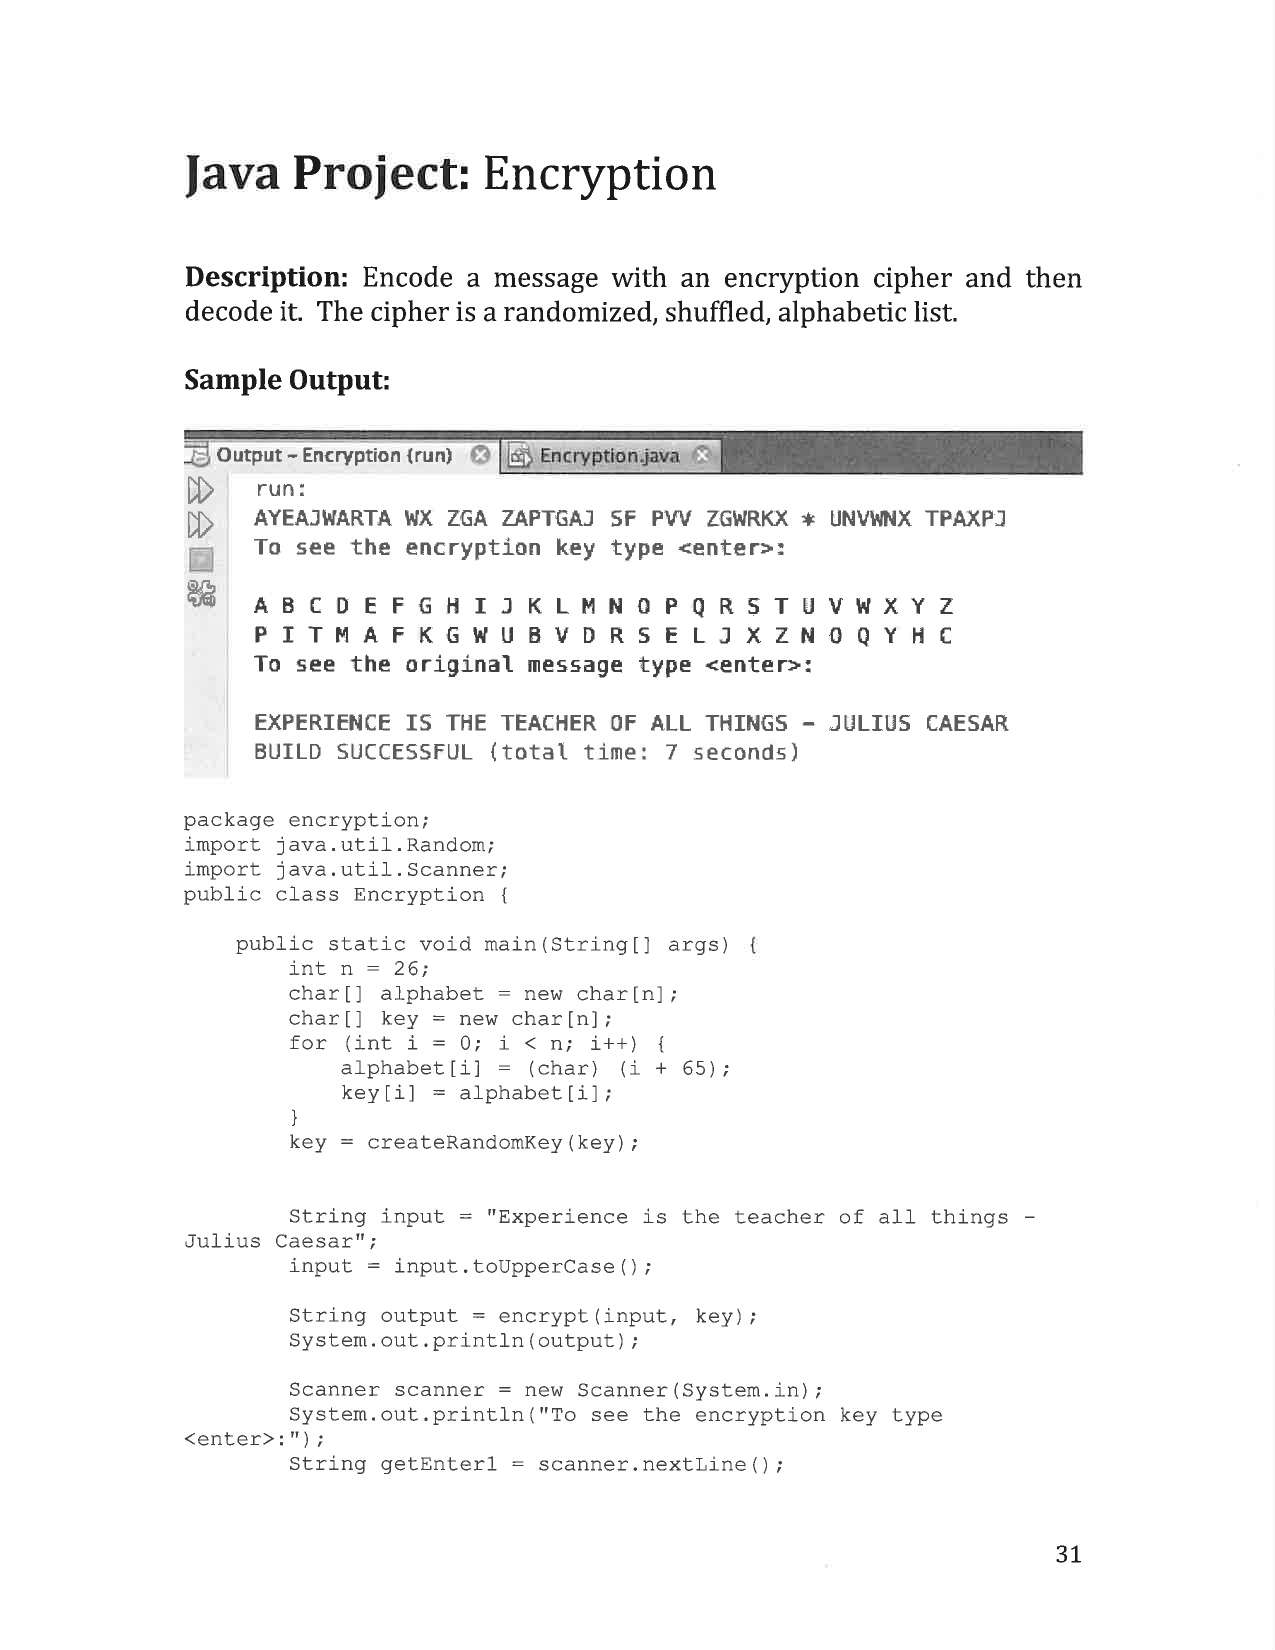 Java Project: Encryption
Description: Encode a message with an encryption cipher and then
decode it. The cipher is a randomized, shuffled, alphabetic list.
Sample Output:
Output - Encryption (run) Encryption.java
run:
AYEAJWARTA WX ZGA ZAPTGAJ SF PVV ZGWRKX * UNVWNX TPAXPJ
To see the encryption key type <enter>:
A B C D E F G H I J K L M N O P Q R S T U V W X Y Z
P I T M A F K G W U B V D R S E L J X Z N O Q Y H C
To see the original message type <enter>:
EXPERIENCE IS THE TEACHER OF ALL THINGS - JULIUS CAESAR
BUILD SUCCESSFUL (total time: 7 seconds)
package encryption;
import java.util.Random;
import java.util.Scanner;
public class Encryption {
    public static void main(String[] args) {
        int n = 26;
        char[] alphabet = new char[n];
        char[] key = new char[n];
        for (int i = 0; i < n; i++) {
            alphabet[i] = (char) (i + 65);
            key[i] = alphabet[i];
        }
        key = createRandomKey(key);
        String input = "Experience is the teacher of all things -
Julius Caesar";
        input = input.toUpperCase();
        String output = encrypt(input, key);
        System.out.println(output);
        Scanner scanner = new Scanner(System.in);
        System.out.println("To see the encryption key type
<enter>:");
        String getEnter1 = scanner.nextLine();
31